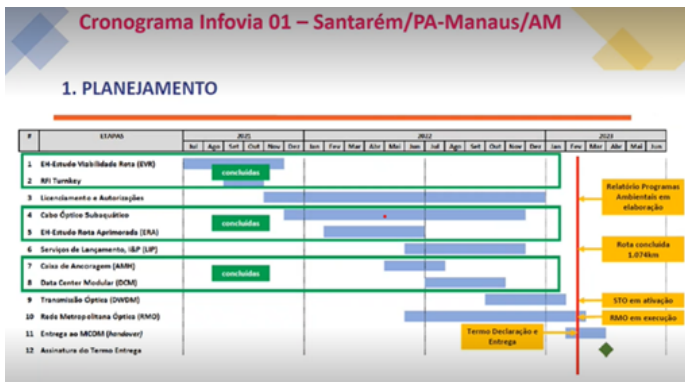 Cronograma Infovia 01 – Santarém/PA-Manaus/AM
1. PLANEJAMENTO
# ETAPAS 2021 2022 2023
Jul Ago Set Out Nov Dez Jan Fev Mar Abr Mai Jun Jul Ago Set Out Nov Dez Jan Fev Mar Abr Mai Jun
1 EH-Estudo Viabilidade Rota (EVR)
concluídas
2 RFI Turnkey
3 Licenciamento e Autorizações
Relatório Programas
Ambientais em
elaboração
4 Cabo Óptico Subaquático
concluídas
5 EH-Estudo Rota Aprimorada (ERA)
6 Serviços de Lançamento, I&P (LIP)
Rota concluída
1.074km
7 Caixa de Ancoragem (AMH)
concluídas
8 Data Center Modular (DCM)
9 Transmissão Óptica (DWDM)
STO em ativação
10 Rede Metropolitana Óptica (RMO)
RMO em execução
11 Entrega ao MCOM (handover)
Termo Declaração e
Entrega
12 Assinatura do Termo Entrega